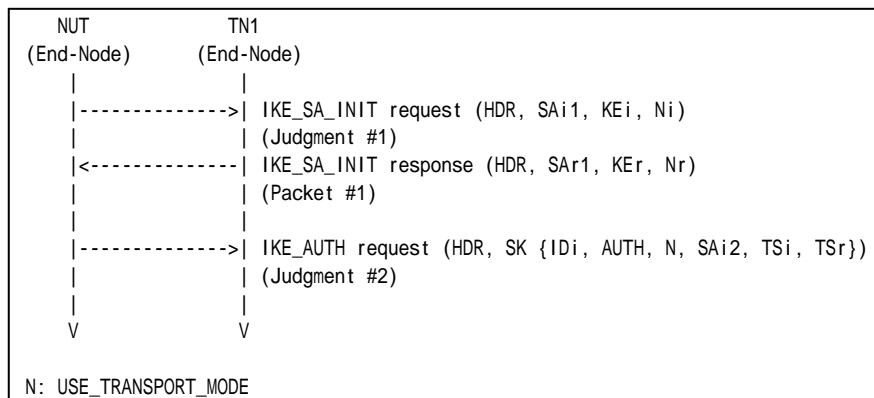 NUT TN1
(End-Node) (End-Node)
| |
|-------------->| IKE_SA_INIT request (HDR, SAi1, KEi, Ni)
| | (Judgment #1)
|<--------------| IKE_SA_INIT response (HDR, SAr1, KEr, Nr)
| | (Packet #1)
| |
|-------------->| IKE_AUTH request (HDR, SK {IDi, AUTH, N, SAi2, TSi, TSr})
| | (Judgment #2)
| |
V V
N: USE_TRANSPORT_MODE